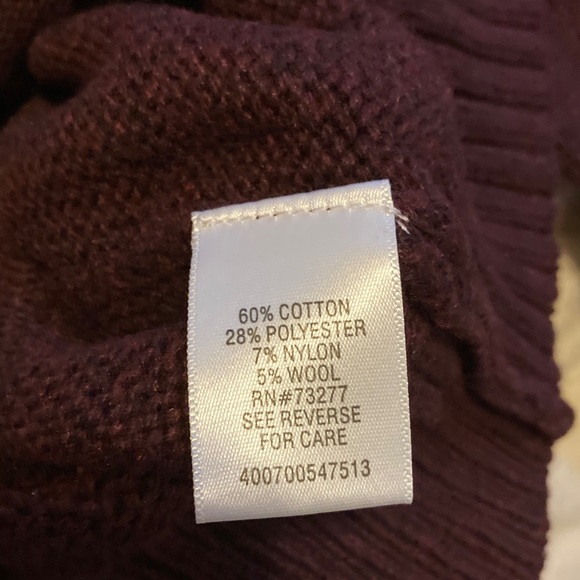 60% COTTON
28% POLYESTER
7% NYLON
5% WOOL
RN#73277
SEE REVERSE
FOR CARE
400700547513